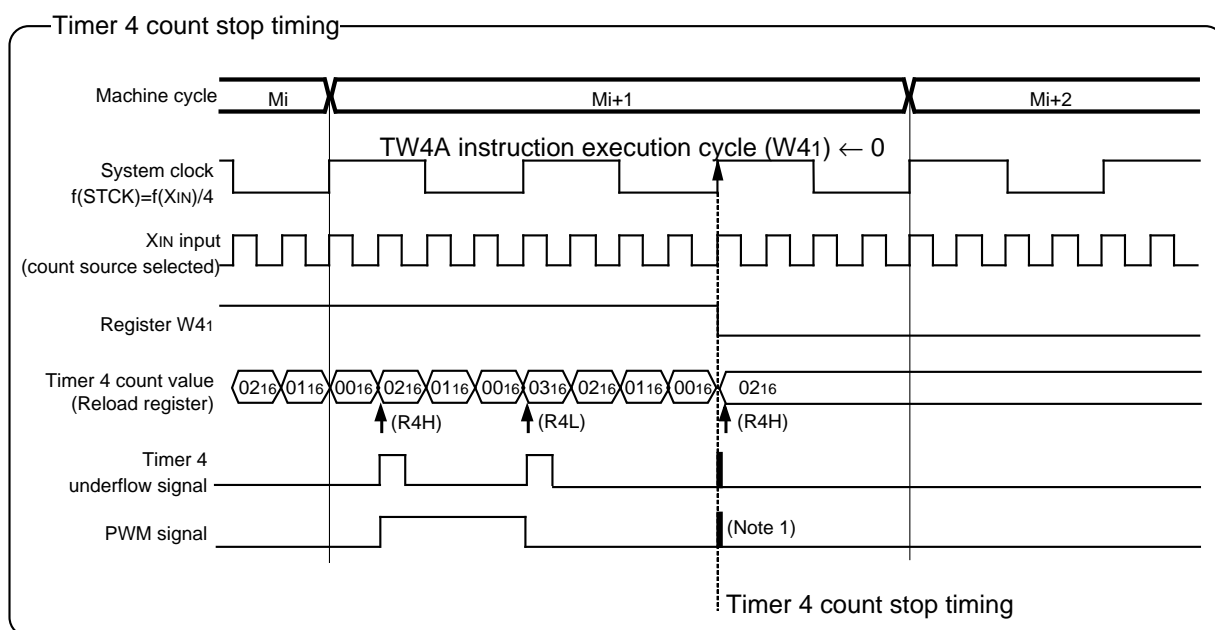 Timer 4 count stop timing
Machine cycle
Mi
Mi+1
Mi+2
TW4A instruction execution cycle (W41) ← 0
System clock
f(STCK)=f(XIN)/4
XIN input
(count source selected)
Register W41
Timer 4 count value
(Reload register)
0216 0116 0016 0216 0116 0016 0316 0216 0116 0016 0216
(R4H) (R4L) (R4H)
Timer 4
underflow signal
PWM signal
(Note 1)
Timer 4 count stop timing